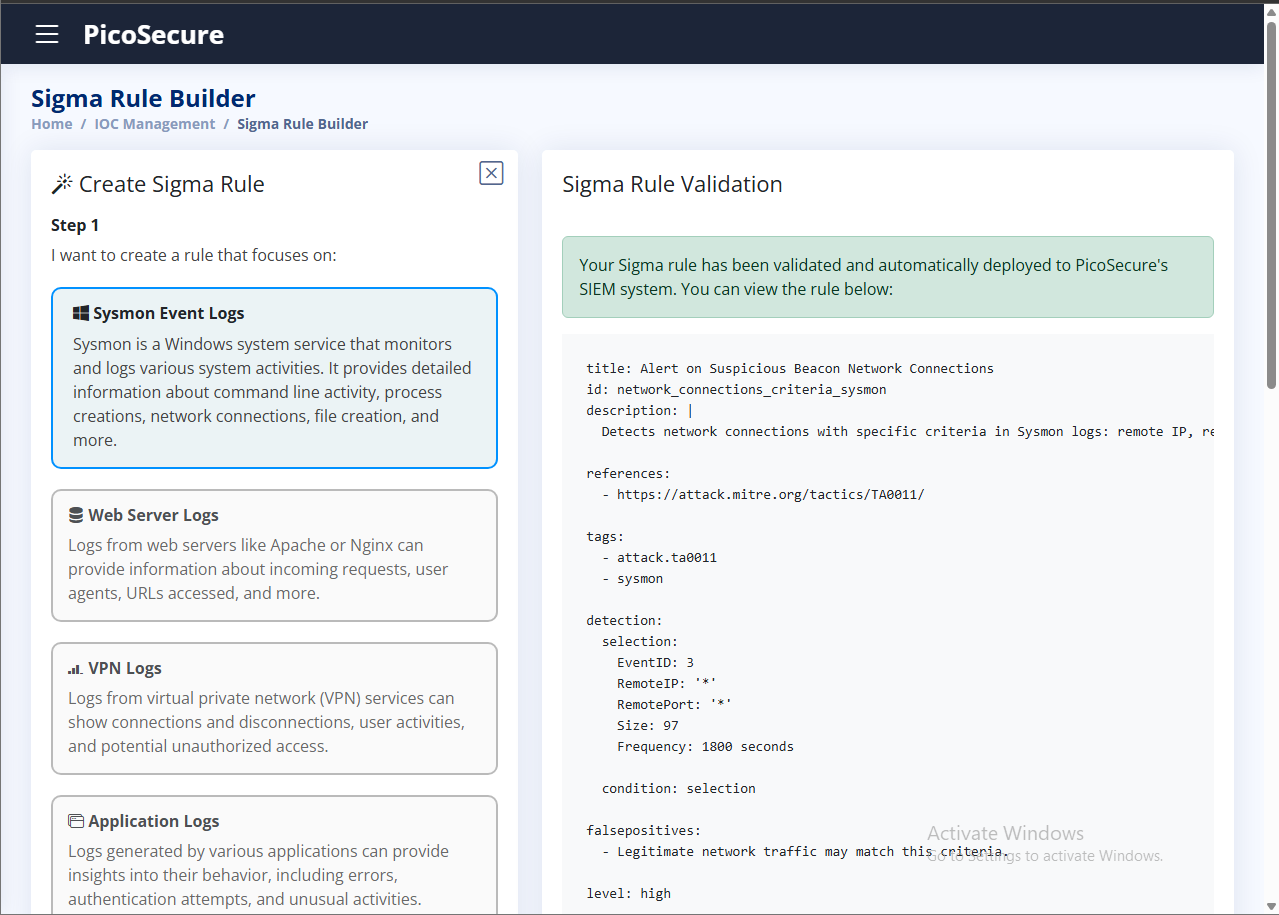 PicoSecure
Sigma Rule Builder
Home / IOC Management / Sigma Rule Builder
Create Sigma Rule
Step 1
I want to create a rule that focuses on:
Sysmon Event Logs
Sysmon is a Windows system service that monitors
and logs various system activities. It provides detailed
information about command line activity, process
creations, network connections, file creation, and
more.
Web Server Logs
Logs from web servers like Apache or Nginx can
provide information about incoming requests, user
agents, URLs accessed, and more.
VPN Logs
Logs from virtual private network (VPN) services can
show connections and disconnections, user activities,
and potential unauthorized access.
Application Logs
Logs generated by various applications can provide
insights into their behavior, including errors,
authentication attempts, and unusual activities.
Sigma Rule Validation
Your Sigma rule has been validated and automatically deployed to PicoSecure's
SIEM system. You can view the rule below:
title: Alert on Suspicious Beacon Network Connections
id: network_connections_criteria_sysmon
description: |
Detects network connections with specific criteria in Sysmon logs: remote IP, re
references:
- https://attack.mitre.org/tactics/TA0011/
tags:
- attack.ta0011
- sysmon
detection:
selection:
EventID: 3
RemoteIP: '*'
RemotePort: '*'
Size: 97
Frequency: 1800 seconds
condition: selection
falsepositives:
- Legitimate network traffic may match this criteria.
level: high
Activate Windows
Go to Settings to activate Windows.